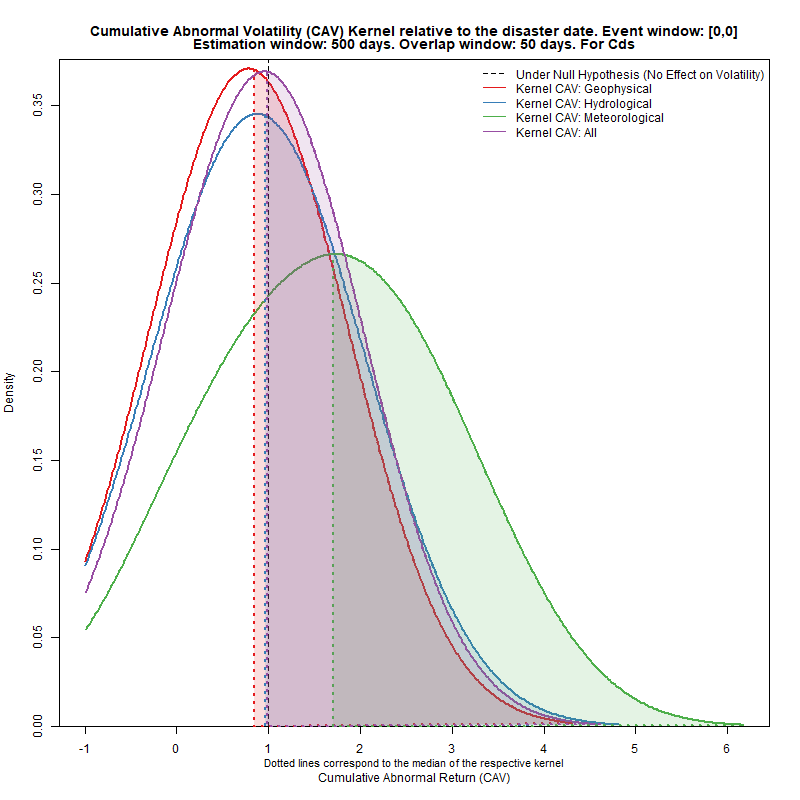 Cumulative Abnormal Volatility (CAV) Kernel relative to the disaster date. Event window: [0,0]
Estimation window: 500 days. Overlap window: 50 days. For Cds
Under Null Hypothesis (No Effect on Volatility)
Kernel CAV: Geophysical
Kernel CAV: Hydrological
Kernel CAV: Meteorological
Kernel CAV: All
Density
0.35
0.30
0.25
0.20
0.15
0.10
0.05
0.00
-1 0 1 2 3 4 5 6
Dotted lines correspond to the median of the respective kernel
Cumulative Abnormal Return (CAV)